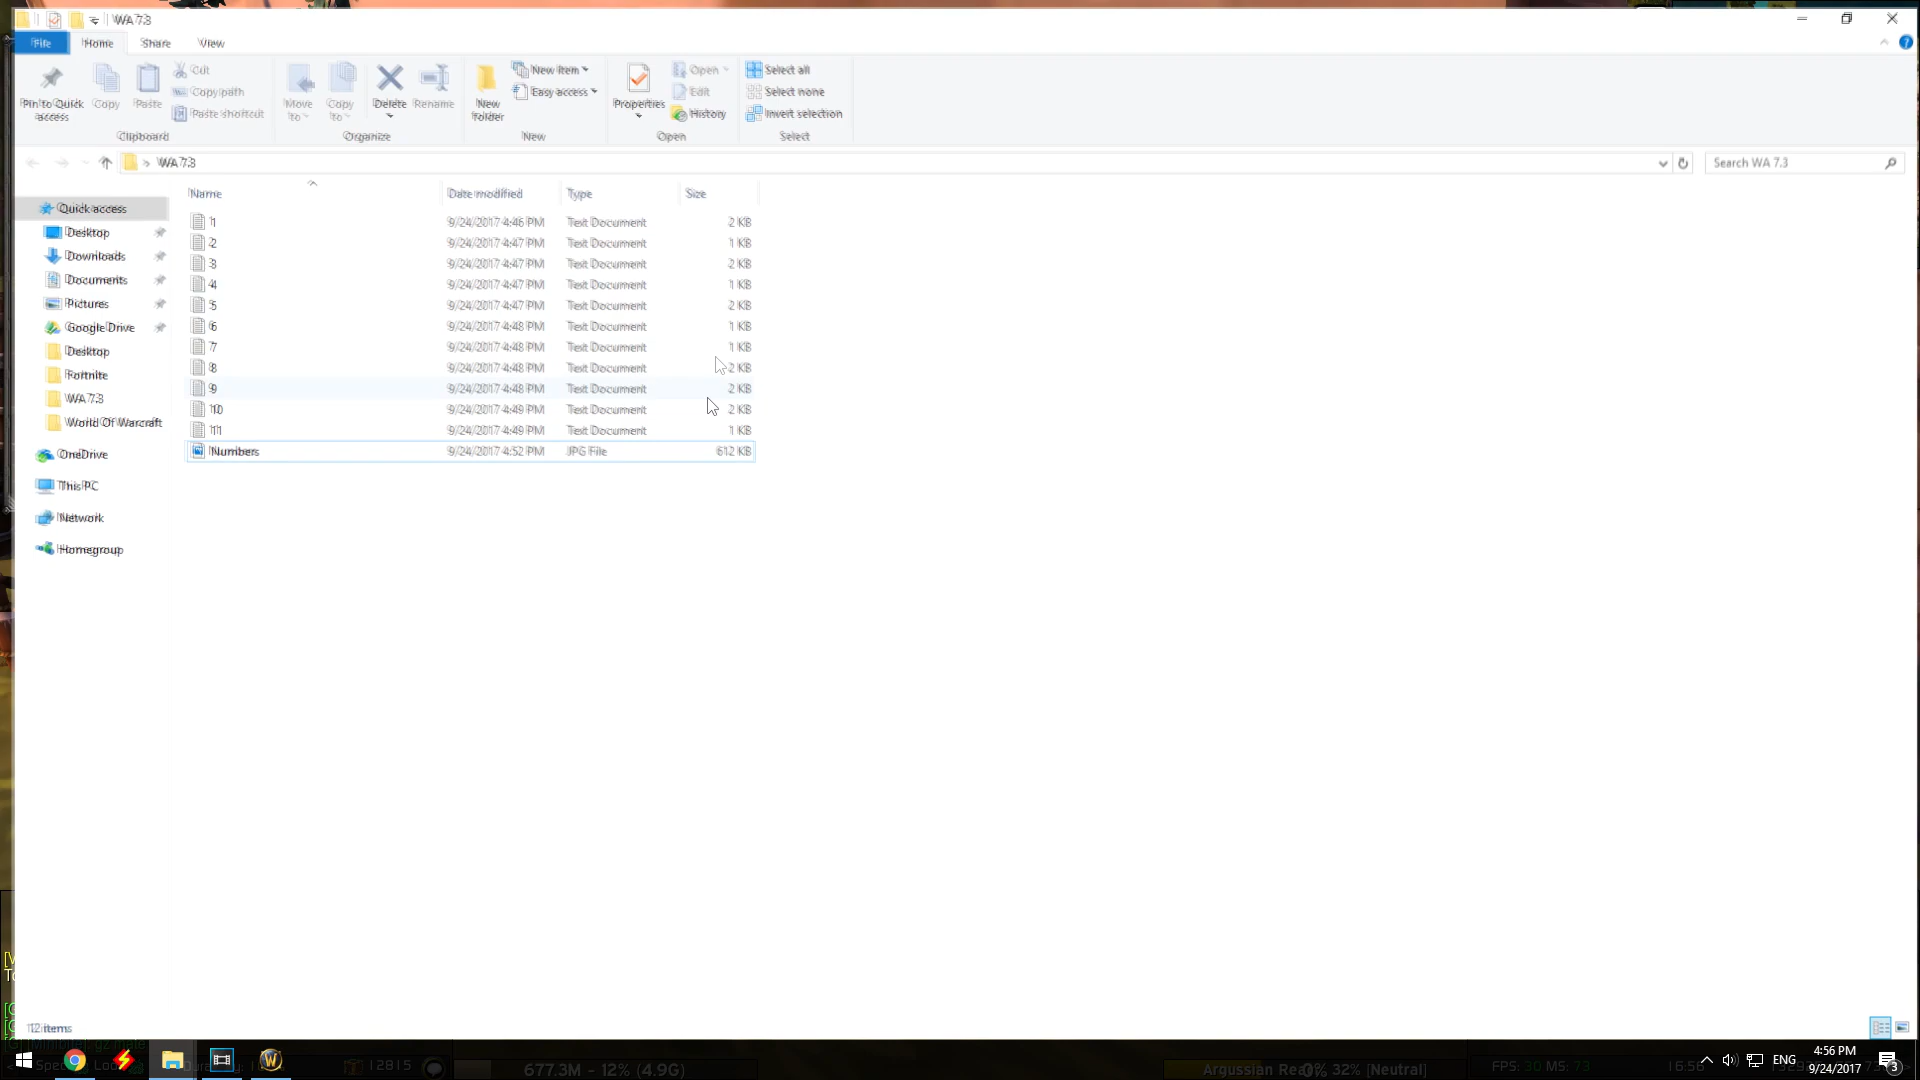 WA 7.3
File Home Share View
Pin to Quick access
Copy
Paste
Cut
Copy path
Paste shortcut
Clipboard
Move to
Copy to
Delete
Rename
Organize
New folder
New item
Easy access
New
Properties
Open
Edit
History
Open
Select all
Select none
Invert selection
Select
> WA 7.3
Search WA 7.3
Name Date modified Type Size
Quick access
Desktop
Downloads
Documents
Pictures
Google Drive
Desktop
Fortnite
WA 7.3
World Of Warcraft
OneDrive
This PC
Network
Homegroup
1 9/24/2017 4:46 PM Text Document 2 KB
2 9/24/2017 4:47 PM Text Document 1 KB
3 9/24/2017 4:47 PM Text Document 2 KB
4 9/24/2017 4:47 PM Text Document 1 KB
5 9/24/2017 4:47 PM Text Document 2 KB
6 9/24/2017 4:48 PM Text Document 1 KB
7 9/24/2017 4:48 PM Text Document 1 KB
8 9/24/2017 4:48 PM Text Document 2 KB
9 9/24/2017 4:48 PM Text Document 2 KB
10 9/24/2017 4:49 PM Text Document 2 KB
11 9/24/2017 4:49 PM Text Document 1 KB
Numbers 9/24/2017 4:52 PM JPG File 612 KB
12 items
12815
677.3M - 12% (4.9G)
32% [Neutral]
FPS: 30 MS: 73
ENG
4:56 PM
9/24/2017
3